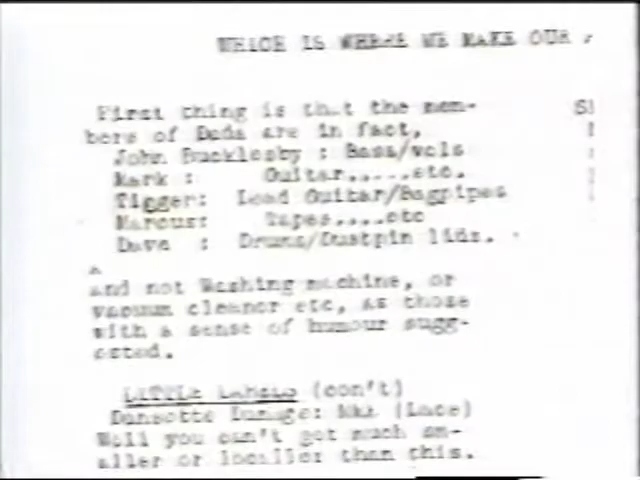 WHICH IS WHERE WE MAKE OUR
First thing is that the mem-
bers of Dada are in fact,
John Bucklesby : Bass/vols
Mark : Guitar.....etc.
Tigger: Lead Guitar/Bagpipes
Marcus: Tapes....etc
Dave : Drums/Dustpin lids.
and not Washing machine, or
vacuum cleaner etc, as those
with a sense of humour sugg-
ested.
LITTLE LABELS (con't)
Dansette Damage:
Well you can't get much sm-
aller or localler than this.